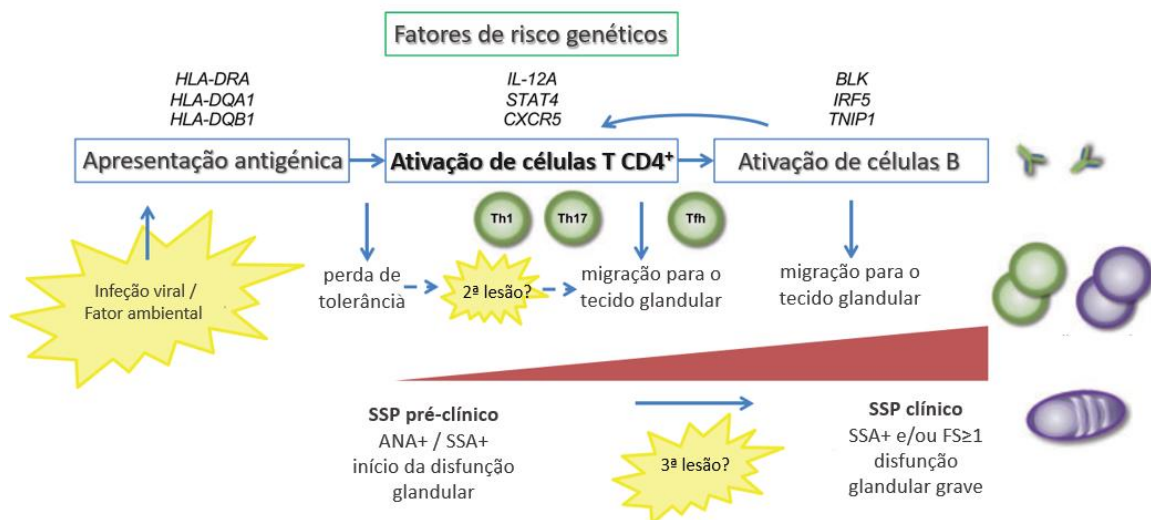 Fatores de risco genéticos
HLA-DRA
HLA-DQA1
HLA-DQB1
IL-12A
STAT4
CXCR5
BLK
IRF5
TNIP1
Apresentação antigénica
Ativação de células T CD4+
Ativação de células B
Th1
Th17
Tfh
Infeção viral /
Fator ambiental
perda de
tolerância
2ª lesão?
migração para o
tecido glandular
migração para o
tecido glandular
SSP pré-clínico
ANA+ / SSA+
início da disfunção
glandular
3ª lesão?
SSP clínico
SSA+ e/ou FS≥1
disfunção
glandular grave